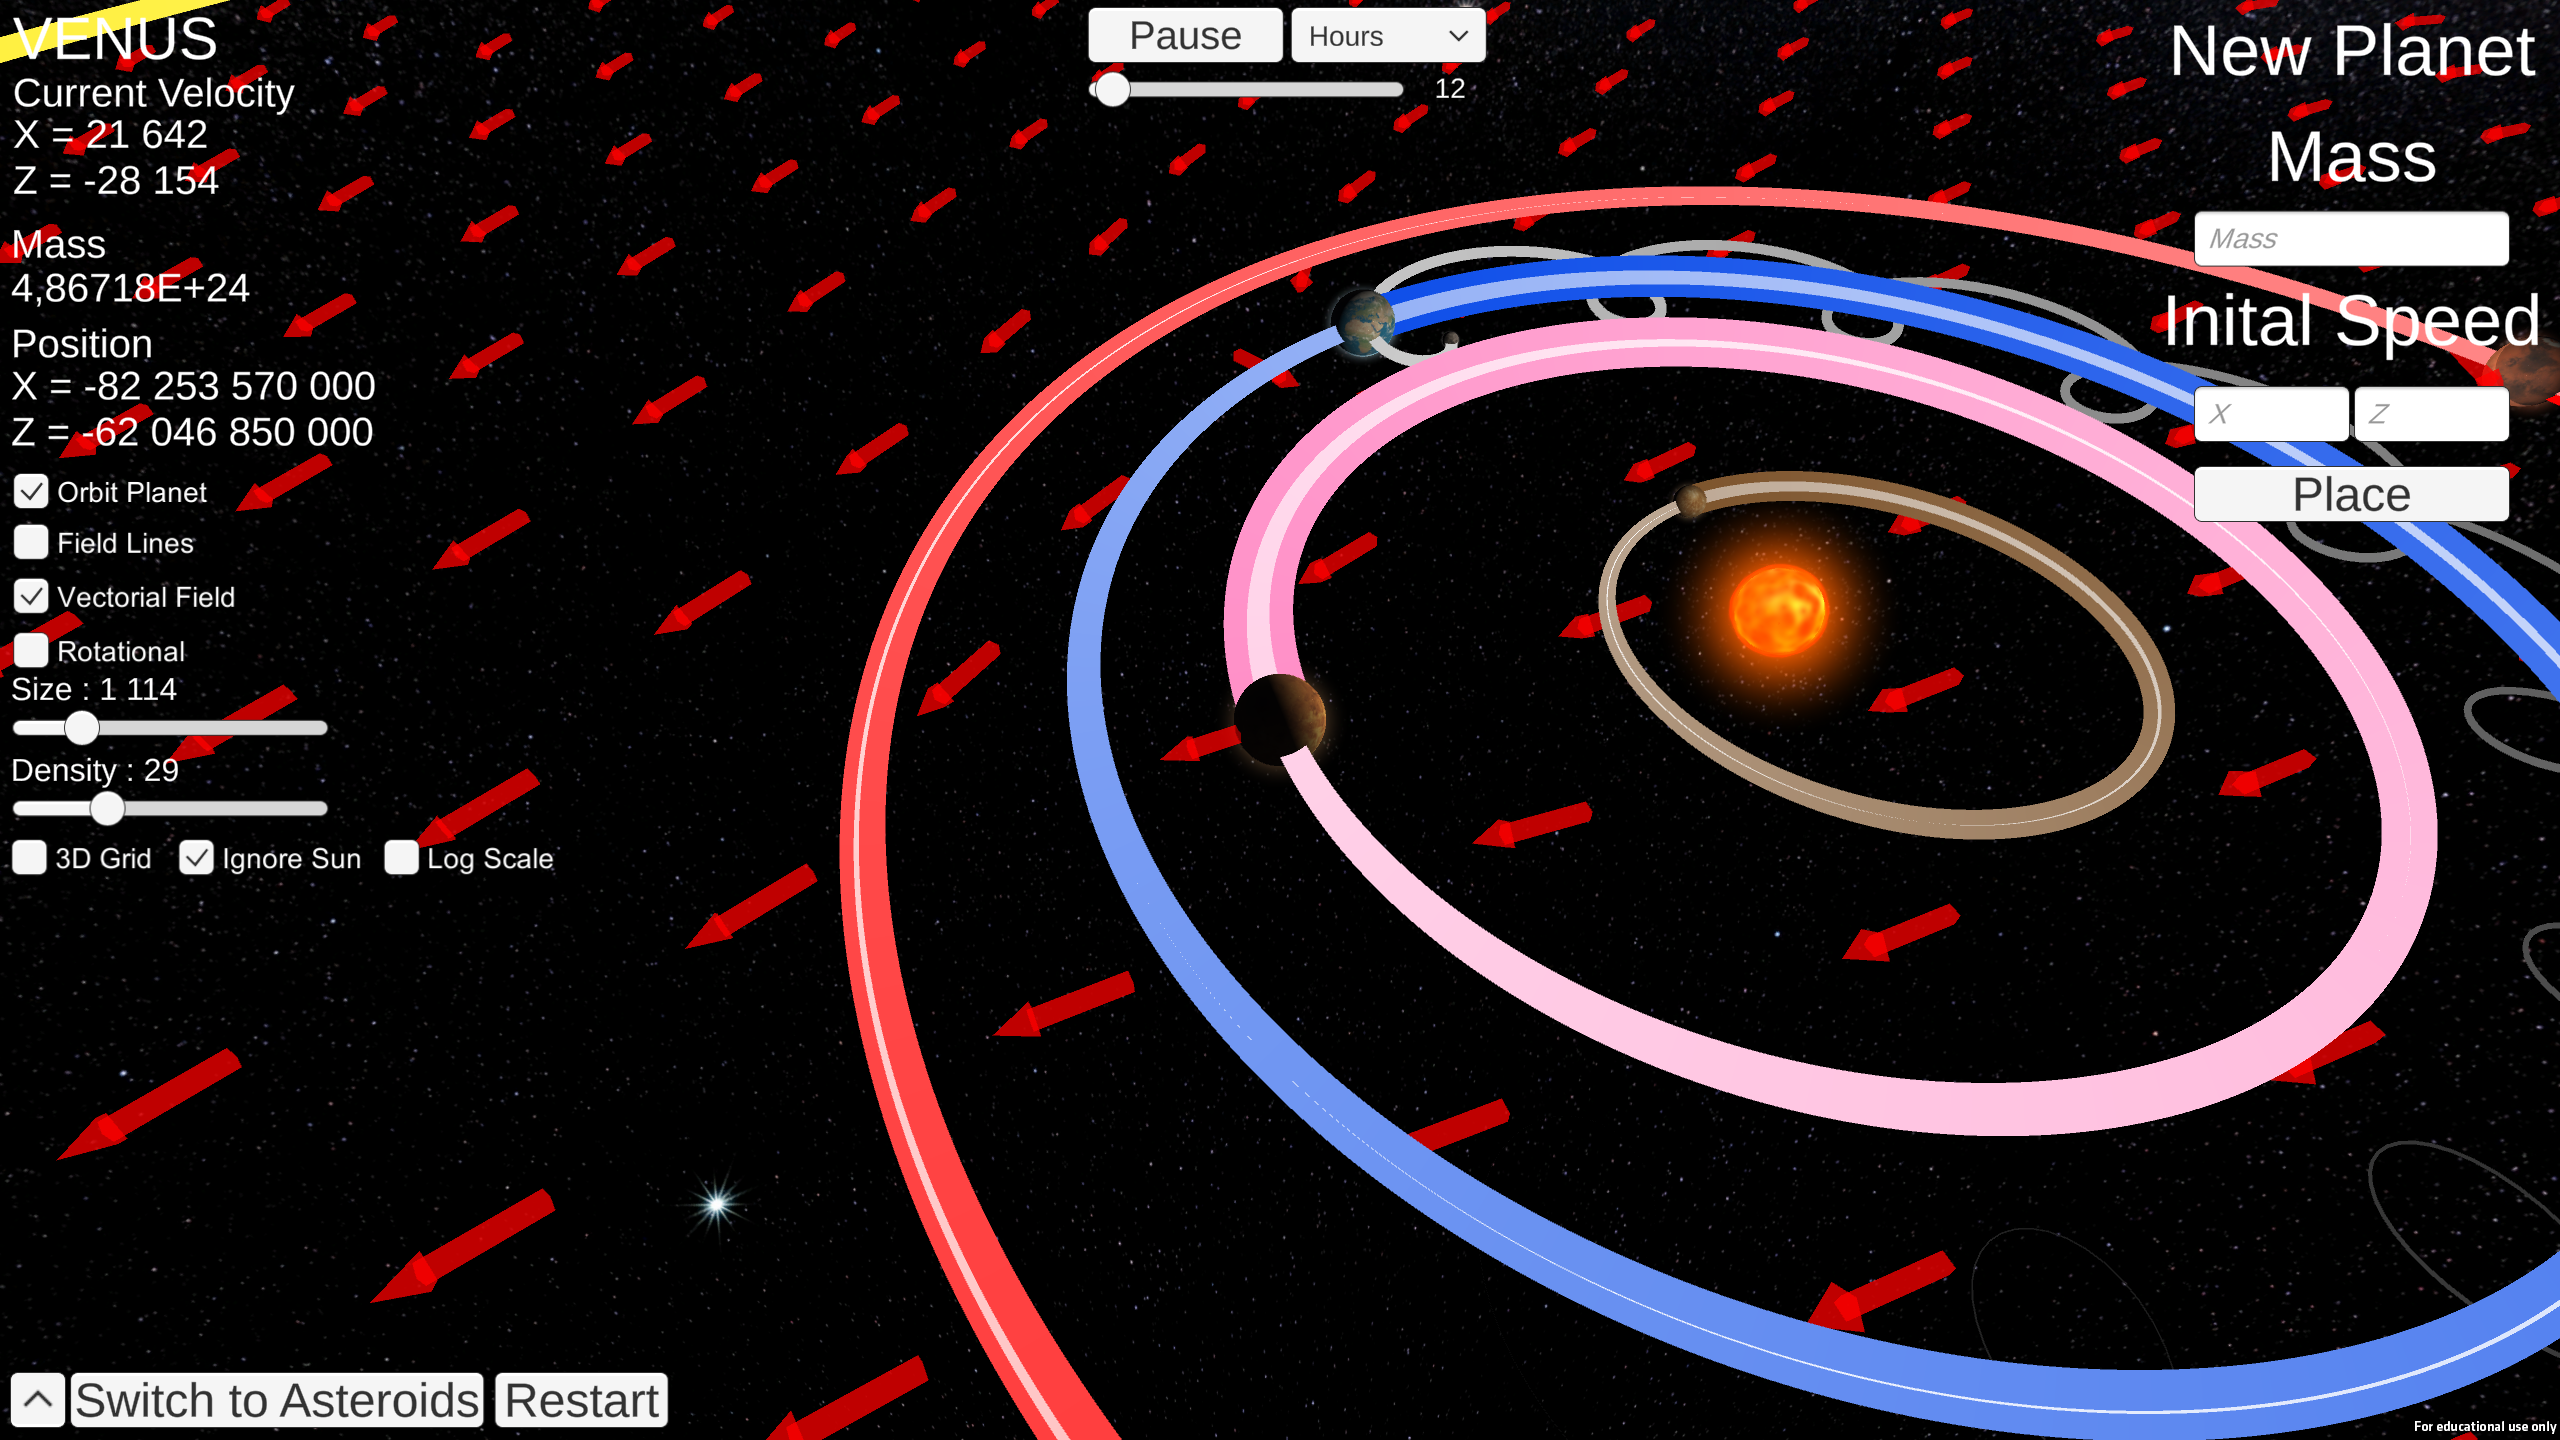 VENUS
Current Velocity
X = 21 642
Z = -28 154
Mass
4,86718E+24
Position
X = -82 253 570 000
Z = -62 046 850 000
Orbit Planet
Field Lines
Vectorial Field
Rotational
Size : 1 114
Density : 29
3D Grid Ignore Sun Log Scale
Switch to Asteroids Restart
Pause Hours
12
New Planet
Mass
Mass
Inital Speed
X Z
Place
For educational use only